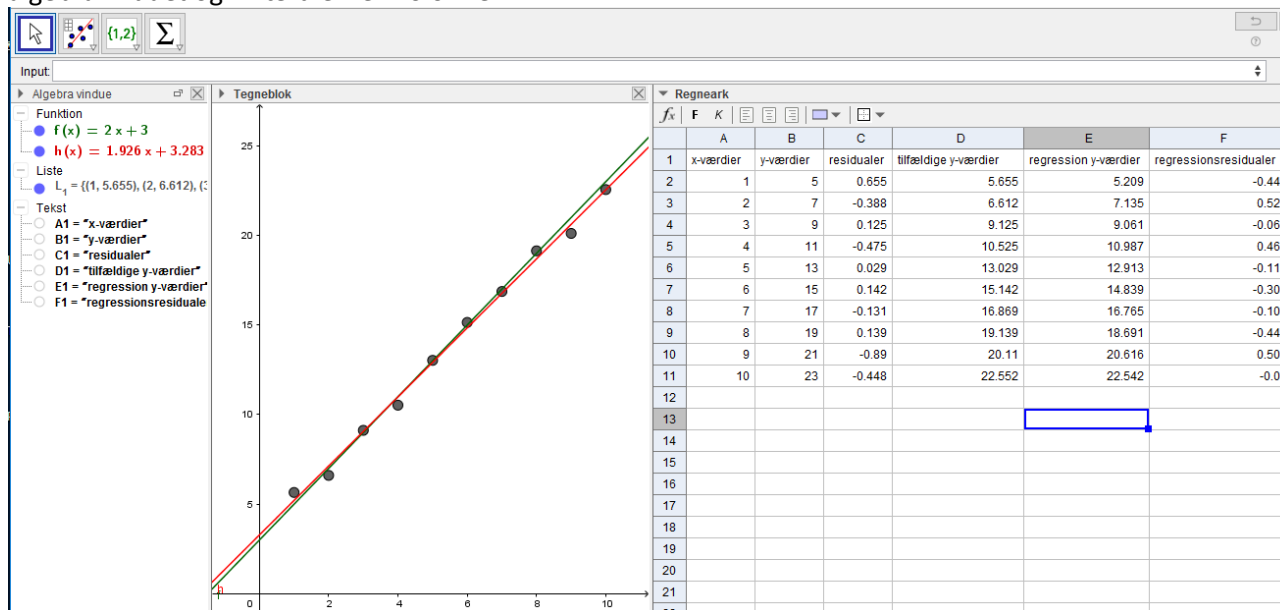 {1,2} Σ
Input:
Algebra vindue
Funktion
f(x) = 2 x + 3
h(x) = 1.926 x + 3.283
Liste
L₁ = {(1, 5.655), (2, 6.612), (3
Tekst
A1 = "x-værdier"
B1 = "y-værdier"
C1 = "residualer"
D1 = "tilfældige y-værdier"
E1 = "regression y-værdier"
F1 = "regressionsresiduale
Tegneblok
25
20
15
10
5
0 2 4 6 8 10
Regneark
fx F K
A B C D E F
1 x-værdier y-værdier residualer tilfældige y-værdier regression y-værdier regressionsresidualer
2 1 5 0.655 5.655 5.209 -0.44
3 2 7 -0.388 6.612 7.135 0.52
4 3 9 0.125 9.125 9.061 -0.06
5 4 11 -0.475 10.525 10.987 0.46
6 5 13 0.029 13.029 12.913 -0.11
7 6 15 0.142 15.142 14.839 -0.30
8 7 17 -0.131 16.869 16.765 -0.10
9 8 19 0.139 19.139 18.691 -0.44
10 9 21 -0.89 20.11 20.616 0.50
11 10 23 -0.448 22.552 22.542 -0.0
12
13
14
15
16
17
18
19
20
21